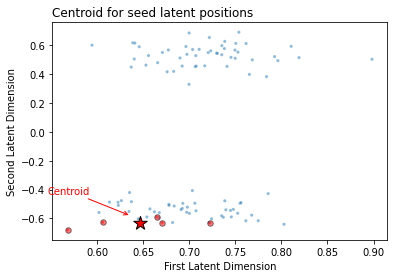 Centroid for seed latent positions
Second Latent Dimension
0.6
0.4
0.2
0.0
−0.2
−0.4
−0.6
Centroid
0.60 0.65 0.70 0.75 0.80 0.85 0.90
First Latent Dimension